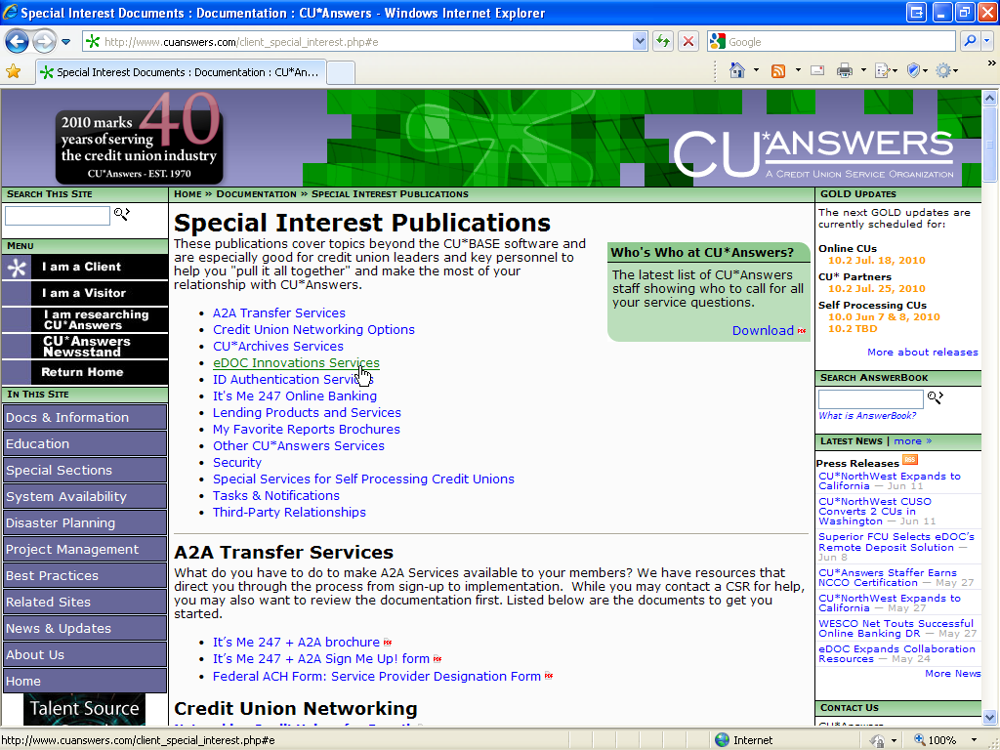 Special Interest Documents : Documentation : CU*Answers - Windows Internet Explorer
http://www.cuanswers.com/client_special_interest.php#e
Google
Special Interest Documents : Documentation : CU*An...
2010 marks 40
years of serving
the credit union industry
CU*Answers - EST. 1970
CU*ANSWERS
A CREDIT UNION SERVICE ORGANIZATION
SEARCH THIS SITE
MENU
I am a Client
I am a Visitor
I am researching
CU*Answers
CU*Answers
Newsstand
Return Home
IN THIS SITE
Docs & Information
Education
Special Sections
System Availability
Disaster Planning
Project Management
Best Practices
Related Sites
News & Updates
About Us
Home
Talent Source
HOME » DOCUMENTATION » SPECIAL INTEREST PUBLICATIONS
Special Interest Publications
These publications cover topics beyond the CU*BASE software and
are especially good for credit union leaders and key personnel to
help you "pull it all together" and make the most of your
relationship with CU*Answers.
Who's Who at CU*Answers?
The latest list of CU*Answers
staff showing who to call for all
your service questions.
Download PDF
A2A Transfer Services
Credit Union Networking Options
CU*Archives Services
eDOC Innovations Services
ID Authentication Services
It's Me 247 Online Banking
Lending Products and Services
My Favorite Reports Brochures
Other CU*Answers Services
Security
Special Services for Self Processing Credit Unions
Tasks & Notifications
Third-Party Relationships
A2A Transfer Services
What do you have to do to make A2A Services available to your members? We have resources that
direct you through the process from sign-up to implementation. While you may contact a CSR for help,
you may also want to review the documentation first. Listed below are the documents to get you
started.
It's Me 247 + A2A brochure PDF
It's Me 247 + A2A Sign Me Up! form PDF
Federal ACH Form: Service Provider Designation Form PDF
Credit Union Networking
GOLD UPDATES
The next GOLD updates are
currently scheduled for:
Online CUs
10.2 Jul. 18, 2010
CU* Partners
10.2 Jul. 25, 2010
Self Processing CUs
10.0 Jun 7 & 8, 2010
10.2 TBD
More about releases
SEARCH ANSWERBOOK
What is AnswerBook?
LATEST NEWS | more »
Press Releases RSS
CU*NorthWest Expands to
California — Jun 11
CU*NorthWest CUSO
Converts 2 CUs in
Washington — Jun 11
Superior FCU Selects eDOC's
Remote Deposit Solution —
Jun 8
CU*Answers Staffer Earns
NCCO Certification — May 27
CU*NorthWest Expands to
California — May 27
WESCO Net Touts Successful
Online Banking DR — May 27
eDOC Expands Collaboration
Resources — May 24
More News
CONTACT US
http://www.cuanswers.com/client_special_interest.php#e
Internet
100%